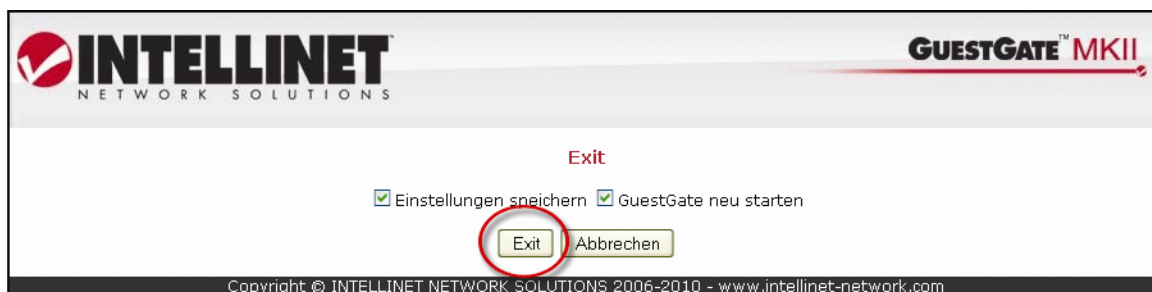 INTELLINET
NETWORK SOLUTIONS
GUESTGATE™ MKII
Exit
Einstellungen speichern GuestGate neu starten
Exit Abbrechen
Copyright © INTELLINET NETWORK SOLUTIONS 2006-2010 - www.intellinet-network.com